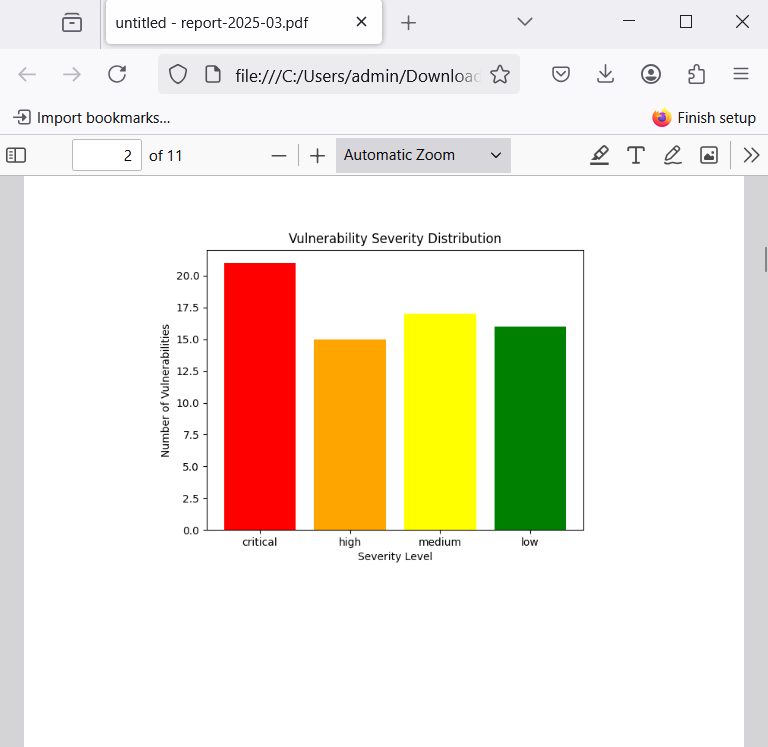 untitled - report-2025-03.pdf
file:///C:/Users/admin/Downloa
Import bookmarks...
Finish setup
2 of 11
Automatic Zoom
Vulnerability Severity Distribution
Number of Vulnerabilities
20.0
17.5
15.0
12.5
10.0
7.5
5.0
2.5
0.0
critical high medium low
Severity Level